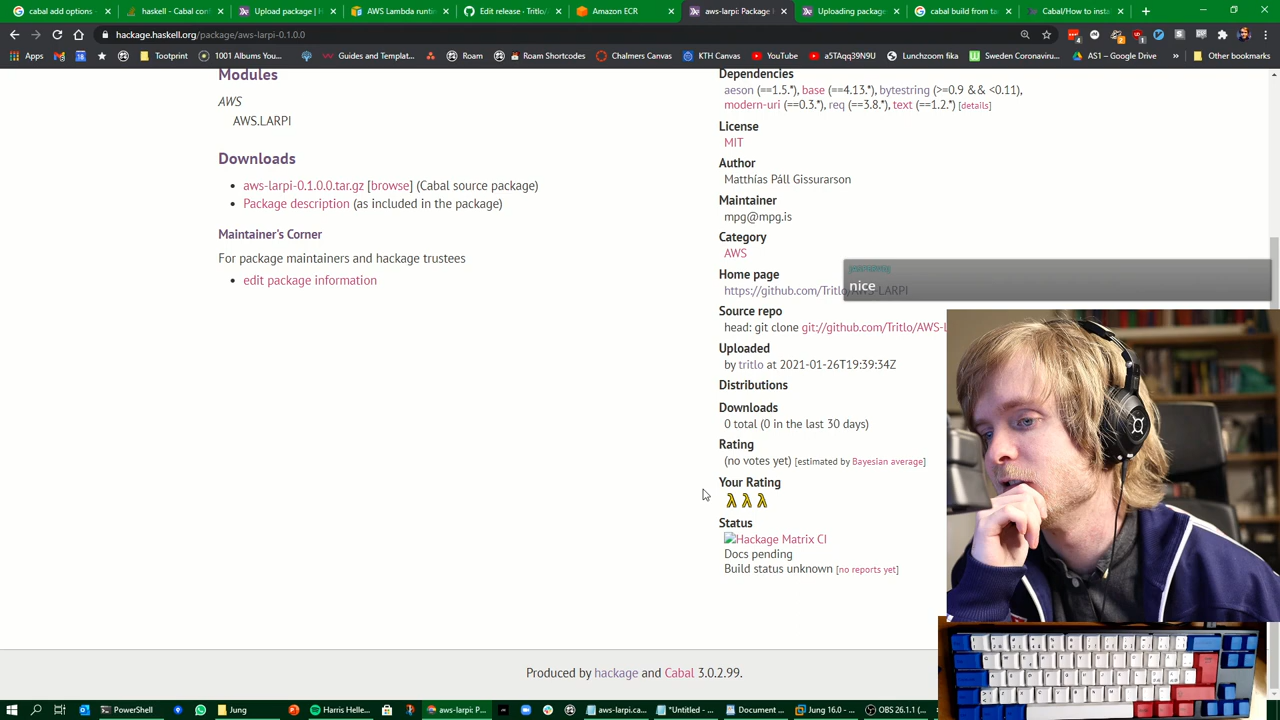 cabal add options
haskell - Cabal con
Upload package | H
AWS Lambda runtim
Edit release · Tritlo/
Amazon ECR
aeson-larpi: P
Uploading package
cabal build from ta
Cabal/How to instal
hackage.haskell.org/package/aws-larpi-0.1.0.0
Apps
Tootprint
1001 Albums You...
Guides and Templat...
Roam
Roam Shortcodes
Chalmers Canvas
KTH Canvas
YouTube
a5TAqq39N9U
Lunchzoom fika
Sweden Coronaviru...
AS1 – Google Drive
Other bookmarks
Modules
AWS
AWS.LARPI
Downloads
aws-larpi-0.1.0.0.tar.gz [browse] (Cabal source package)
Package description (as included in the package)
Maintainer's Corner
For package maintainers and hackage trustees
edit package information
Dependencies
aeson (==1.5.*), base (==4.13.*), bytestring (>=0.9 && <0.11),
modern-uri (==0.3.*), req (==3.8.*), text (==1.2.*) [details]
License
MIT
Author
Matthías Páll Gissurarson
Maintainer
mpg@mpg.is
Category
AWS
Home page
nice
https://github.com/Tritlo/AWS-LARPI
Source repo
head: git clone git://github.com/Tritlo/AWS-L
Uploaded
by tritlo at 2021-01-26T19:39:34Z
Distributions
Downloads
0 total (0 in the last 30 days)
Rating
(no votes yet) [estimated by Bayesian average]
Your Rating
λ λ λ
Status
Hackage Matrix CI
Docs pending
Build status unknown [no reports yet]
Produced by hackage and Cabal 3.0.2.99.
PowerShell
Jung
Harris Helle...
aws-larpi: P...
aws-larpi.ca...
*Untitled - ...
Document ...
Jung 16.0 - ...
OBS 26.1.1 (...